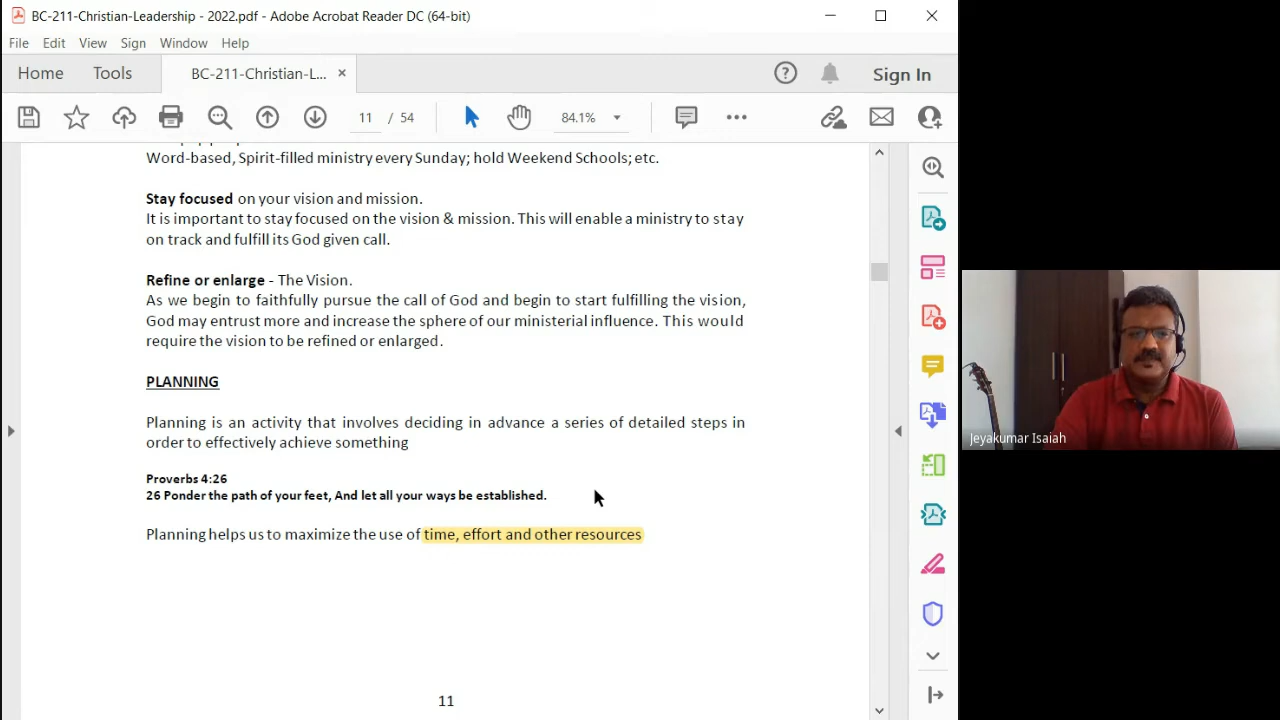 BC-211-Christian-Leadership - 2022.pdf - Adobe Acrobat Reader DC (64-bit)
File Edit View Sign Window Help
Home Tools BC-211-Christian-L... × Sign In
11 / 54 84.1%
Word-based, Spirit-filled ministry every Sunday; hold Weekend Schools; etc.
Stay focused on your vision and mission.
It is important to stay focused on the vision & mission. This will enable a ministry to stay
on track and fulfill its God given call.
Refine or enlarge - The Vision.
As we begin to faithfully pursue the call of God and begin to start fulfilling the vision,
God may entrust more and increase the sphere of our ministerial influence. This would
require the vision to be refined or enlarged.
PLANNING
Planning is an activity that involves deciding in advance a series of detailed steps in
order to effectively achieve something
Proverbs 4:26
26 Ponder the path of your feet, And let all your ways be established.
Planning helps us to maximize the use of time, effort and other resources
11
Jeyakumar Isaiah